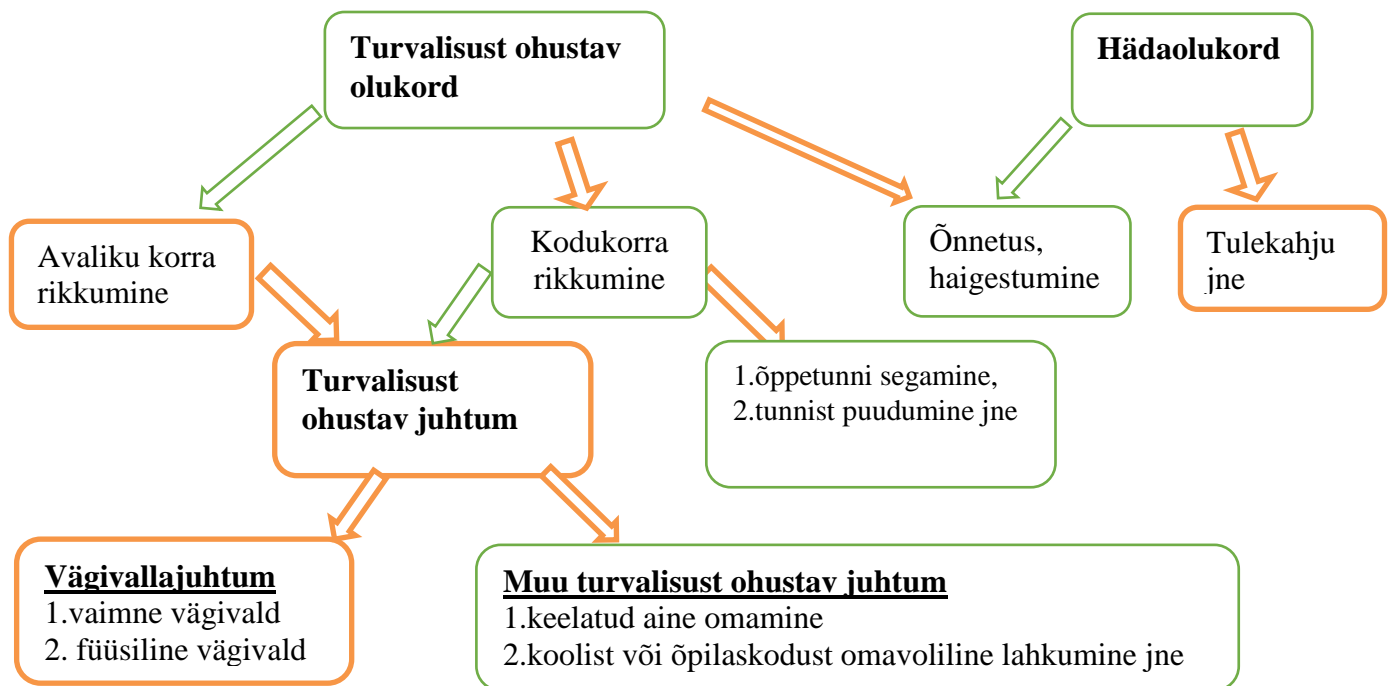 Turvalisust ohustav
olukord
Hädaolukord
Avaliku korra
rikkumine
Kodukorra
rikkumine
Õnnetus,
haigestumine
Tulekahju
jne
Turvalisust
ohustav juhtum
1.õppetunni segamine,
2.tunnist puudumine jne
Vägivallajuhtum
1.vaimne vägivald
2. füüsiline vägivald
Muu turvalisust ohustav juhtum
1.keelatud aine omamine
2.koolist või õpilaskodust omavoliline lahkumine jne